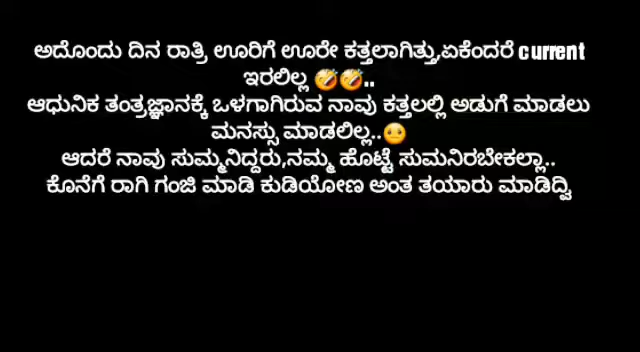 ಅದೊಂದು ದಿನ ರಾತ್ರಿ ಊರಿಗೆ ಊರೇ ಕತ್ತಲಾಗಿತ್ತು,ಏಕೆಂದರೆ current
ಇರಲಿಲ್ಲ 🤣🤣..
ಆಧುನಿಕ ತಂತ್ರಜ್ಞಾನಕ್ಕೆ ಒಳಗಾಗಿರುವ ನಾವು ಕತ್ತಲಲ್ಲಿ ಅಡುಗೆ ಮಾಡಲು
ಮನಸ್ಸು ಮಾಡಲಿಲ್ಲ..😐
ಆದರೆ ನಾವು ಸುಮ್ಮನಿದ್ದರು,ನಮ್ಮ ಹೊಟ್ಟೆ ಸುಮನಿರಬೇಕಲ್ಲಾ..
ಕೊನೆಗೆ ರಾಗಿ ಗಂಜಿ ಮಾಡಿ ಕುಡಿಯೋಣ ಅಂತ ತಯಾರು ಮಾಡಿದ್ವಿ